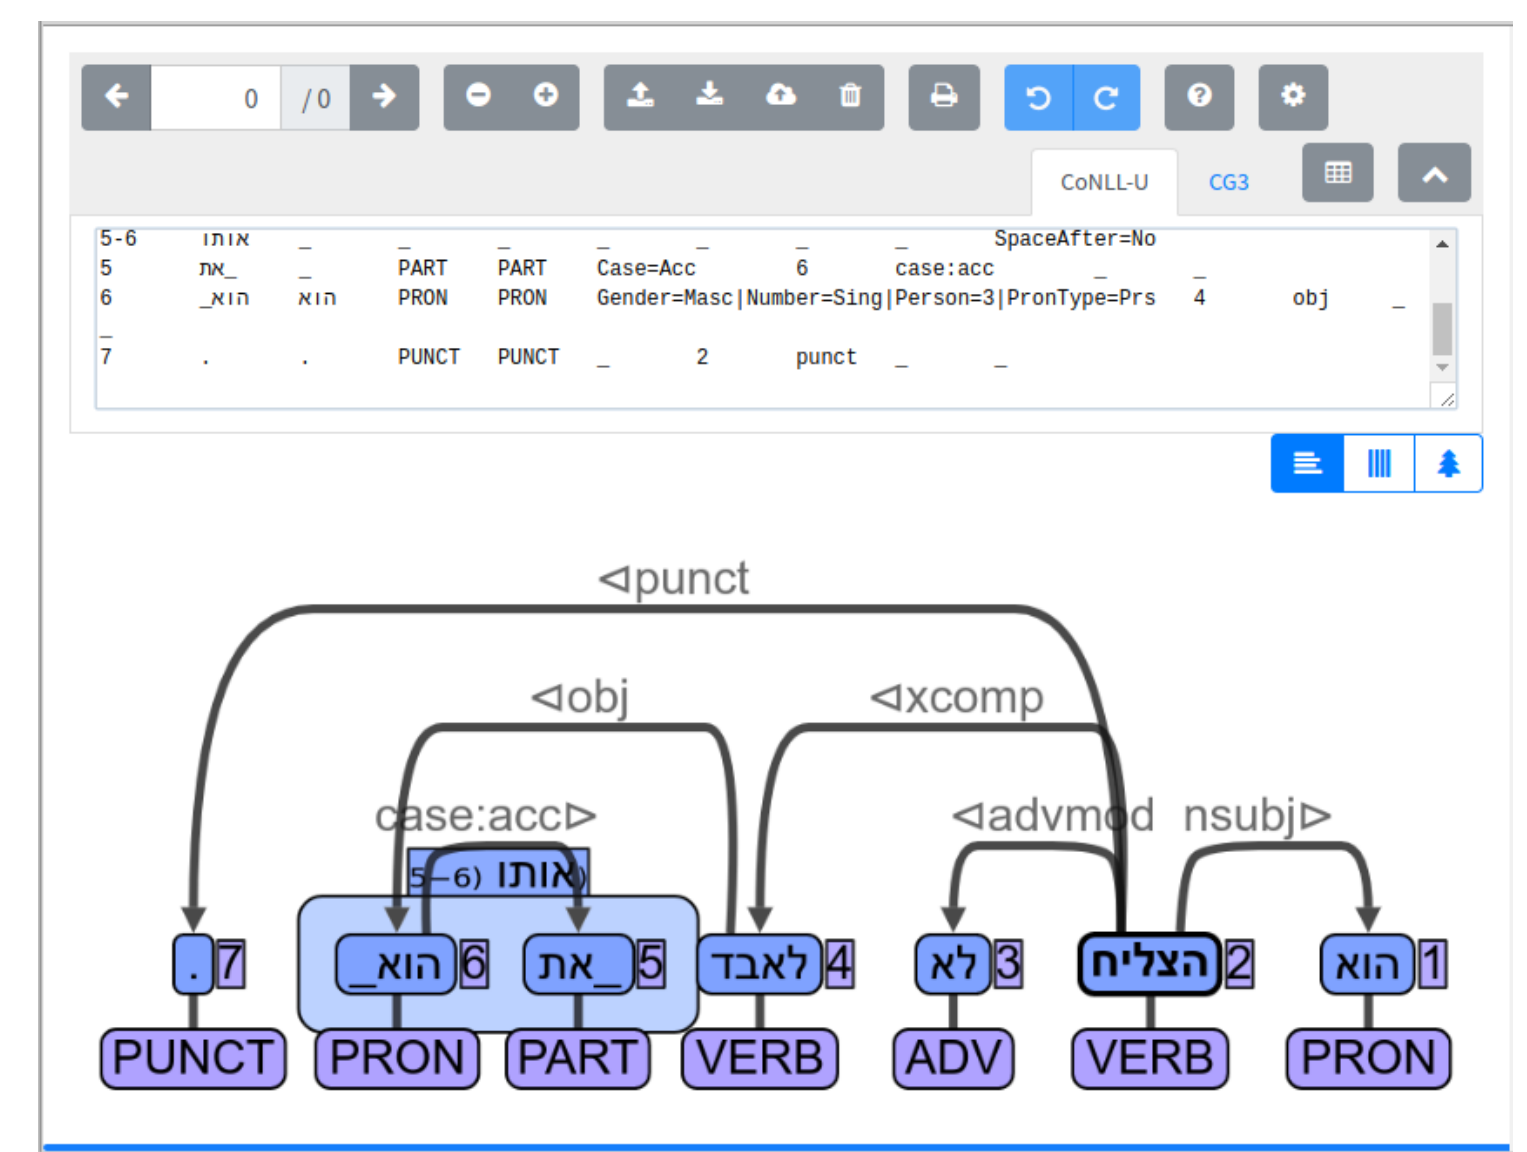 0 / 0
CoNLL-U CG3
5-6 אותו _ _ _ _ _ _ _ SpaceAfter=No
5 את_ _ PART PART Case=Acc 6 case:acc _ _
6 _הוא הוא PRON PRON Gender=Masc|Number=Sing|Person=3|PronType=Prs 4 obj _
_
7 . . PUNCT PUNCT _ 2 punct _ _
⊲punct
⊲obj ⊲xcomp
case:acc⊳ ⊲advmod nsubj⊳
אותו (5–6)
הוא 1 הצליח 2 לא 3 לאבד 4 את_ 5 _הוא 6 . 7
PUNCT PRON PART VERB ADV VERB PRON